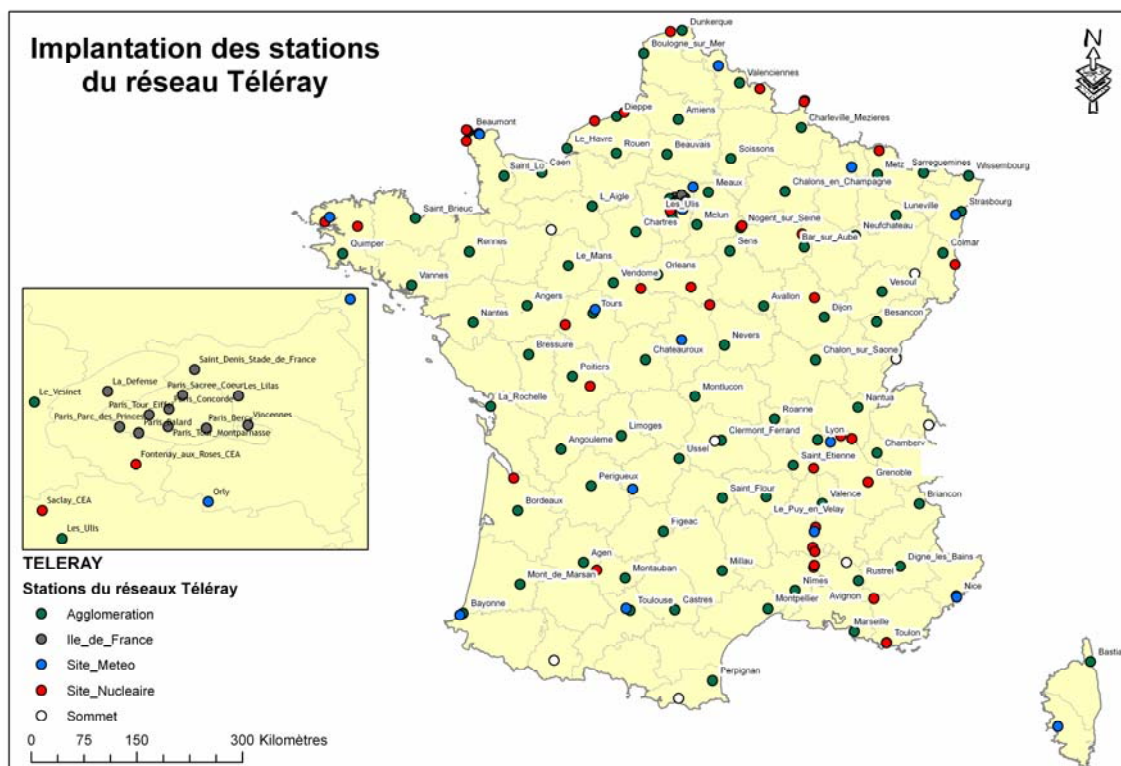 Implantation des stations
du réseau Téléray
N
Dunkerque
Boulogne_sur_Mer
Valenciennes
Dieppe
Amiens
Charleville_Mezieres
Beaumont
Le_Havre
Rouen
Beauvais
Soissons
Saint_Lo
Caen
Metz
Sarreguemines
Wissembourg
Meaux
Chalons_en_Champagne
L_Aigle
Les_Ulis
Saint_Brieuc
Chartres
Melun
Nogent_sur_Seine
Luneville
Strasbourg
Neufchateau
Bar_sur_Aube
Quimper
Rennes
Sens
Colmar
Le_Mans
Orleans
Vendome
Vannes
Vesoul
Angers
Tours
Avallon
Dijon
Nantes
Besancon
Nevers
Bressuire
Chateauroux
Chalon_sur_Saone
Poitiers
Montlucon
La_Rochelle
Nantua
Roanne
Limoges
Clermont_Ferrand
Lyon
Angouleme
Ussel
Chambery
Saint_Etienne
Grenoble
Perigueux
Saint_Flour
Bordeaux
Valence
Briancon
Le_Puy_en_Velay
Figeac
Agen
Millau
Digne_les_Bains
Mont_de_Marsan
Montauban
Rustrel
Nîmes
Nice
Avignon
Bayonne
Toulouse
Castres
Montpellier
Marseille
Toulon
Perpignan
Bastia
Saint_Denis_Stade_de_France
La_Defense
Le_Vesinet
Paris_Sacree_Coeur
Les_Lilas
Paris_Concorde
Paris_Tour_Eiffel
Paris_Parc_des_Princes
Paris_Balard
Paris_Bercy
Vincennes
Paris_Tour_Montparnasse
Fontenay_aux_Roses_CEA
Saclay_CEA
Orly
Les_Ulis
TELERAY
Stations du réseaux Téléray
Agglomeration
Ile_de_France
Site_Meteo
Site_Nucleaire
Sommet
0 75 150 300 Kilomètres